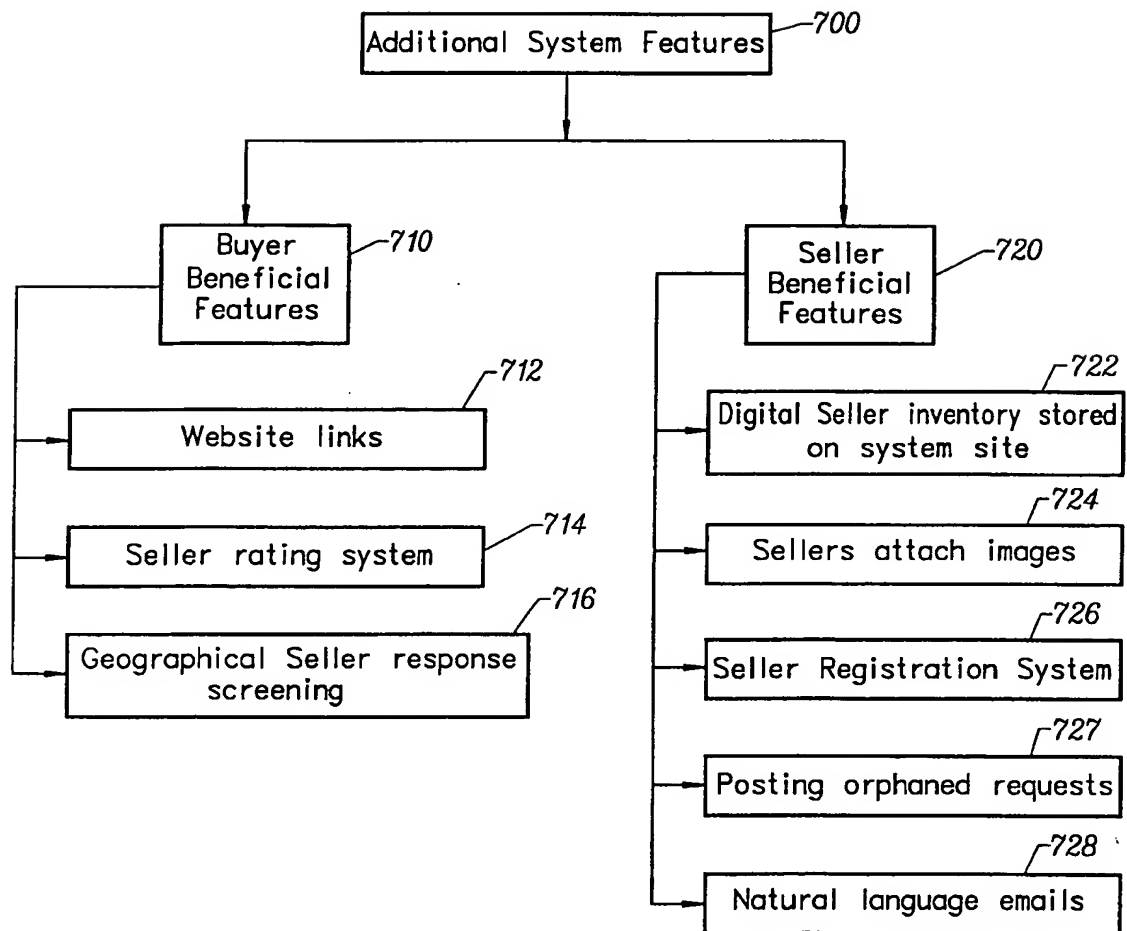 700
Additional System Features
Buyer
Beneficial
Features
710
Seller
Beneficial
Features
720
712
Website links
714
Seller rating system
716
Geographical Seller response
screening
722
Digital Seller inventory stored
on system site
724
Sellers attach images
726
Seller Registration System
727
Posting orphaned requests
728
Natural language emails